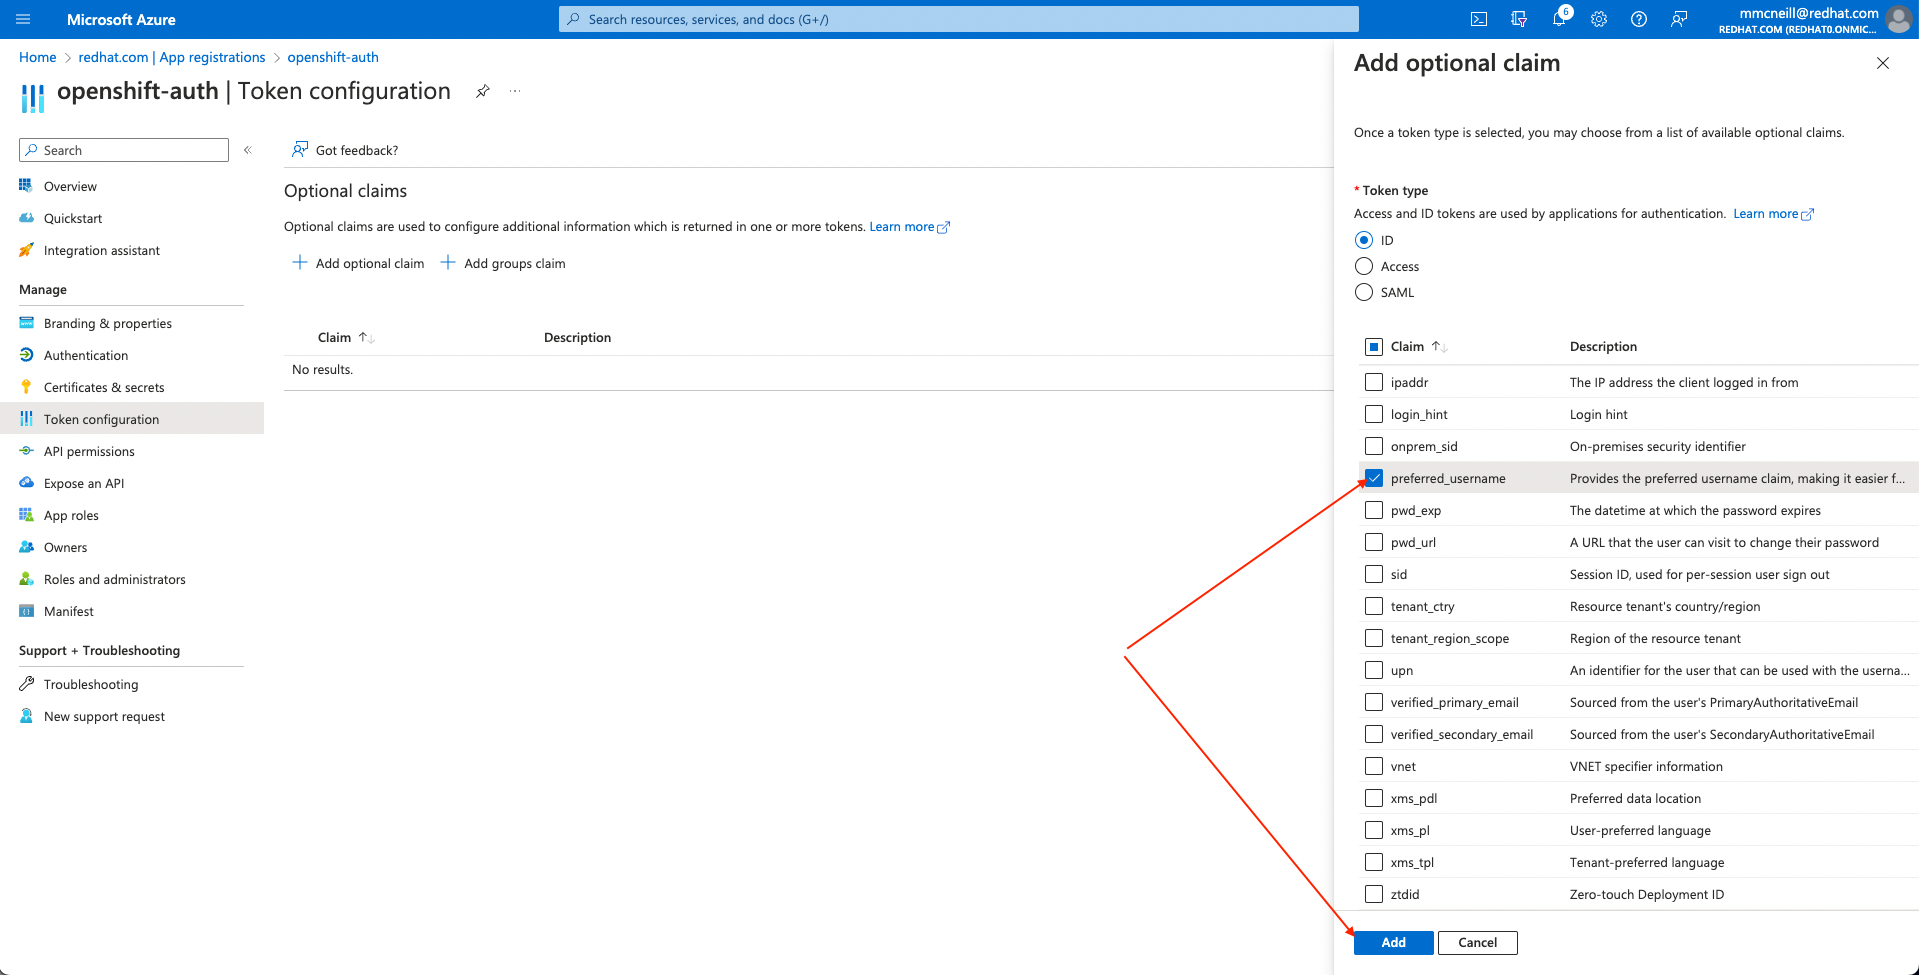 Microsoft Azure
Search resources, services, and docs (G+/)
6
mmcneill@redhat.com
REDHAT.COM (REDHAT0.ONMIC...
Home > redhat.com | App registrations > openshift-auth
openshift-auth | Token configuration
...
Search
«
Overview
Quickstart
Integration assistant
Manage
Branding & properties
Authentication
Certificates & secrets
Token configuration
API permissions
Expose an API
App roles
Owners
Roles and administrators
Manifest
Support + Troubleshooting
Troubleshooting
New support request
Got feedback?
Optional claims
Optional claims are used to configure additional information which is returned in one or more tokens. Learn more
Add optional claim
Add groups claim
Claim ↑↓ Description
No results.
Add optional claim
Once a token type is selected, you may choose from a list of available optional claims.
* Token type
Access and ID tokens are used by applications for authentication. Learn more
ID
Access
SAML
Claim ↑↓ Description
ipaddr The IP address the client logged in from
login_hint Login hint
onprem_sid On-premises security identifier
preferred_username Provides the preferred username claim, making it easier f...
pwd_exp The datetime at which the password expires
pwd_url A URL that the user can visit to change their password
sid Session ID, used for per-session user sign out
tenant_ctry Resource tenant's country/region
tenant_region_scope Region of the resource tenant
upn An identifier for the user that can be used with the userna...
verified_primary_email Sourced from the user's PrimaryAuthoritativeEmail
verified_secondary_email Sourced from the user's SecondaryAuthoritativeEmail
vnet VNET specifier information
xms_pdl Preferred data location
xms_pl User-preferred language
xms_tpl Tenant-preferred language
ztdid Zero-touch Deployment ID
Add
Cancel